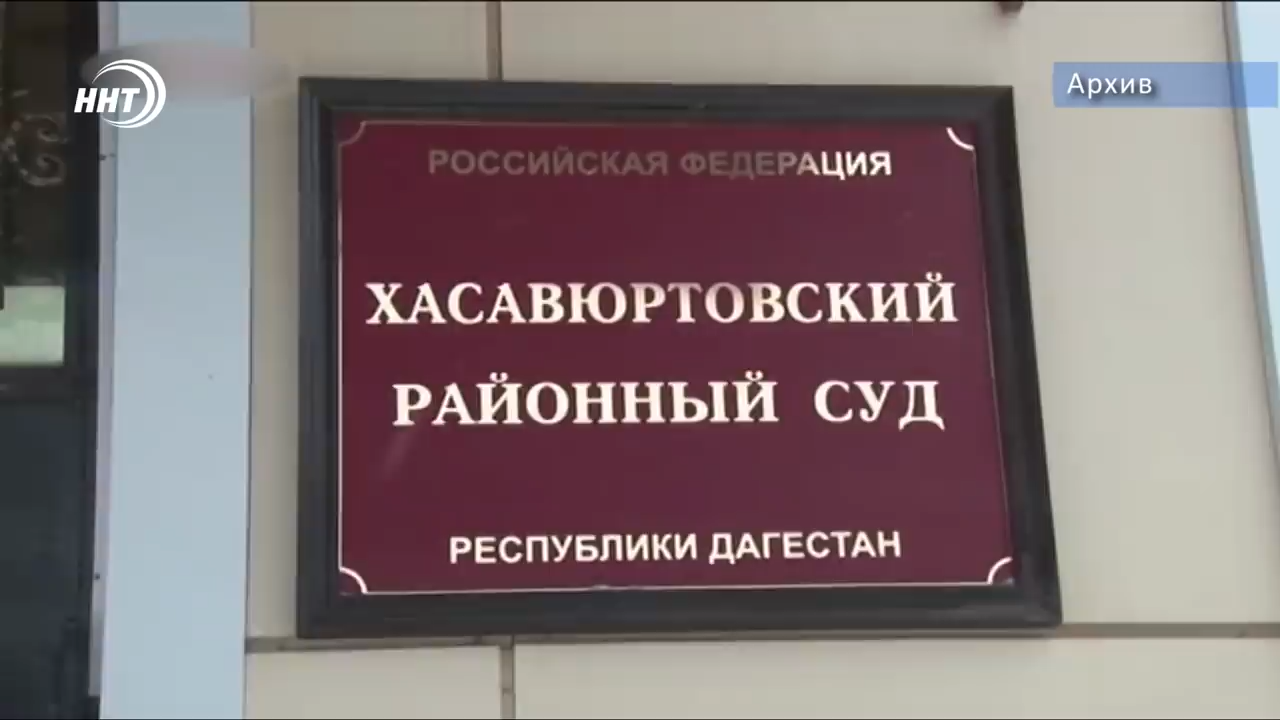 ННТ
Архив
РОССИЙСКАЯ ФЕДЕРАЦИЯ
ХАСАВЮРТОВСКИЙ
РАЙОННЫЙ СУД
РЕСПУБЛИКИ ДАГЕСТАН